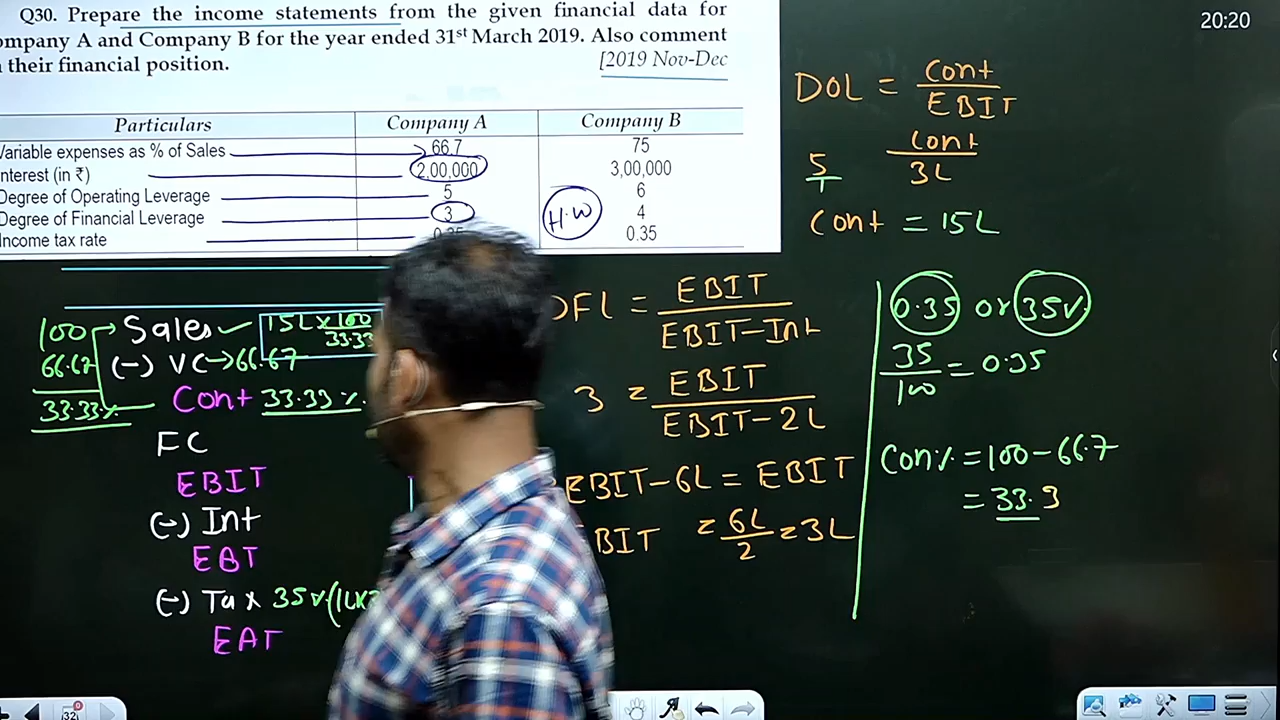 Q30. Prepare the income statements from the given financial data for
ompany A and Company B for the year ended 31st March 2019. Also comment
their financial position. [2019 Nov-Dec
Particulars Company A Company B
Variable expenses as % of Sales 66.7 75
Interest (in ₹) 2,00,000 3,00,000
Degree of Operating Leverage 5 6
Degree of Financial Leverage 3 H.W 4
Income tax rate 0.35
20:20
DOL = Cont / EBIT
5/1 Cont / 3L
Cont = 15L
100 Sales 15L x 100 / 33.33
66.67 (-) VC → 66.67
33.33% Cont 33.33 %.
FC
EBIT
(-) Int
EBT
(-) Tax 35%(1L x
EAT
DFL = EBIT / EBIT-Int
3 = EBIT / EBIT-2L
EBIT-6L = EBIT
BIT = 6L / 2 = 3L
0.35 or 35%
35 / 100 = 0.35
Con% = 100-66.7
= 33.3